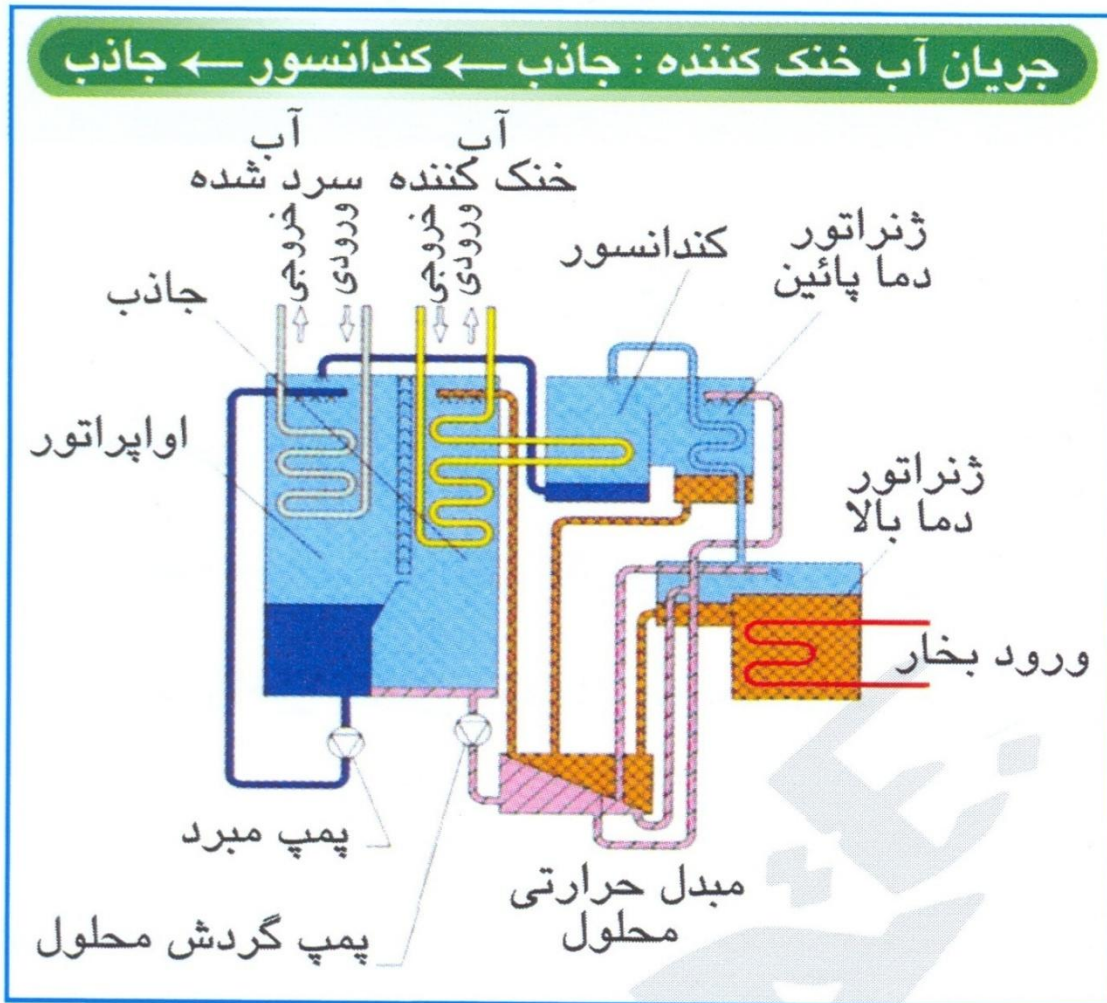 جریان آب خنک کننده : جاذب ← کندانسور ← جاذب
آب
خنک کننده
ورودی
خروجی
آب
سرد شده
ورودی
خروجی
ژنراتور
دما پائین
کندانسور
جاذب
اواپراتور
ژنراتور
دما بالا
ورود بخار
پمپ مبرد
مبدل حرارتی
محلول
پمپ گردش محلول